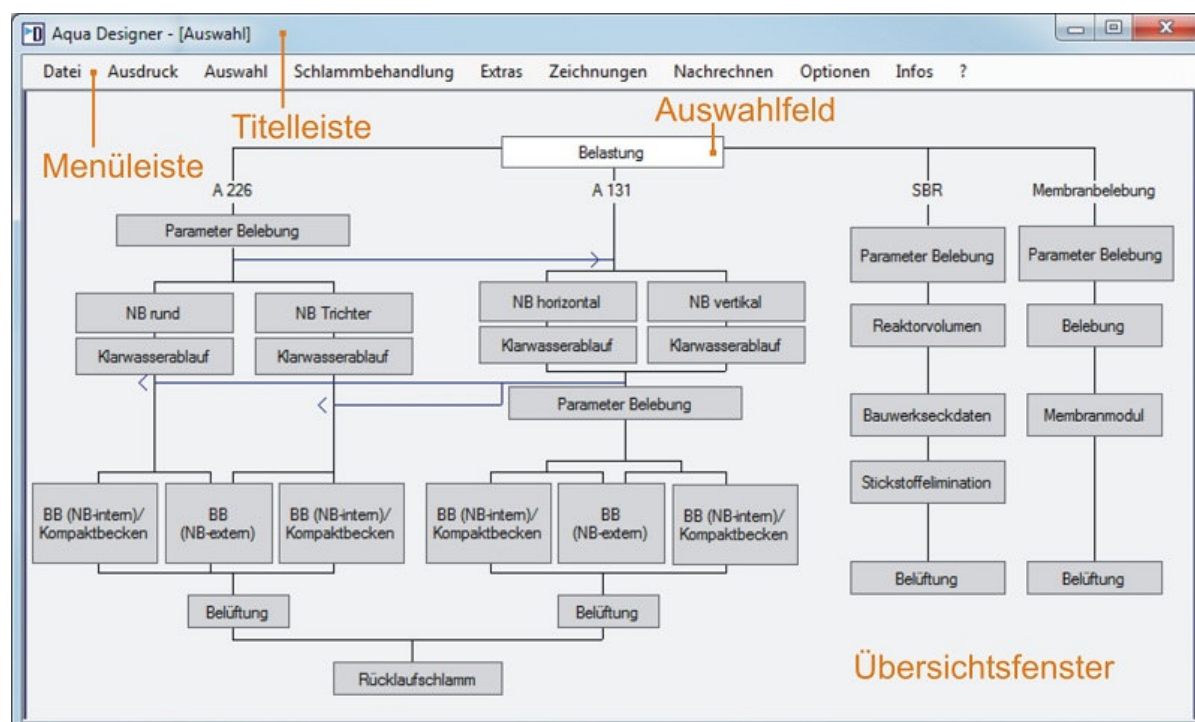 Aqua Designer - [Auswahl]
Datei Ausdruck Auswahl Schlammbehandlung Extras Zeichnungen Nachrechnen Optionen Infos ?
Menüleiste
Titelleiste
Auswahlfeld
Belastung
A 226 A 131 SBR Membranbelebung
Parameter Belebung
Parameter Belebung Parameter Belebung
NB rund NB Trichter NB horizontal NB vertikal Reaktorvolumen Belebung
Klarwasserablauf Klarwasserablauf Klarwasserablauf Klarwasserablauf
Parameter Belebung Bauwerkseckdaten Membranmodul
Stickstoffelimination
BB (NB-intern)/ BB BB (NB-intern)/ BB (NB-intern)/ BB BB (NB-intern)/
Kompaktbecken (NB-extern) Kompaktbecken Kompaktbecken (NB-extern) Kompaktbecken
Belüftung Belüftung
Belüftung Belüftung
Rücklaufschlamm
Übersichtsfenster